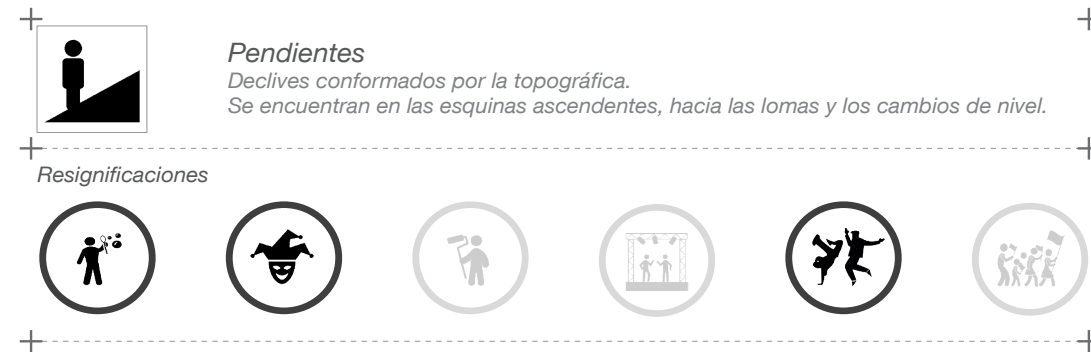 Pendientes
Declives conformados por la topográfica.
Se encuentran en las esquinas ascendentes, hacia las lomas y los cambios de nivel.
Resignificaciones